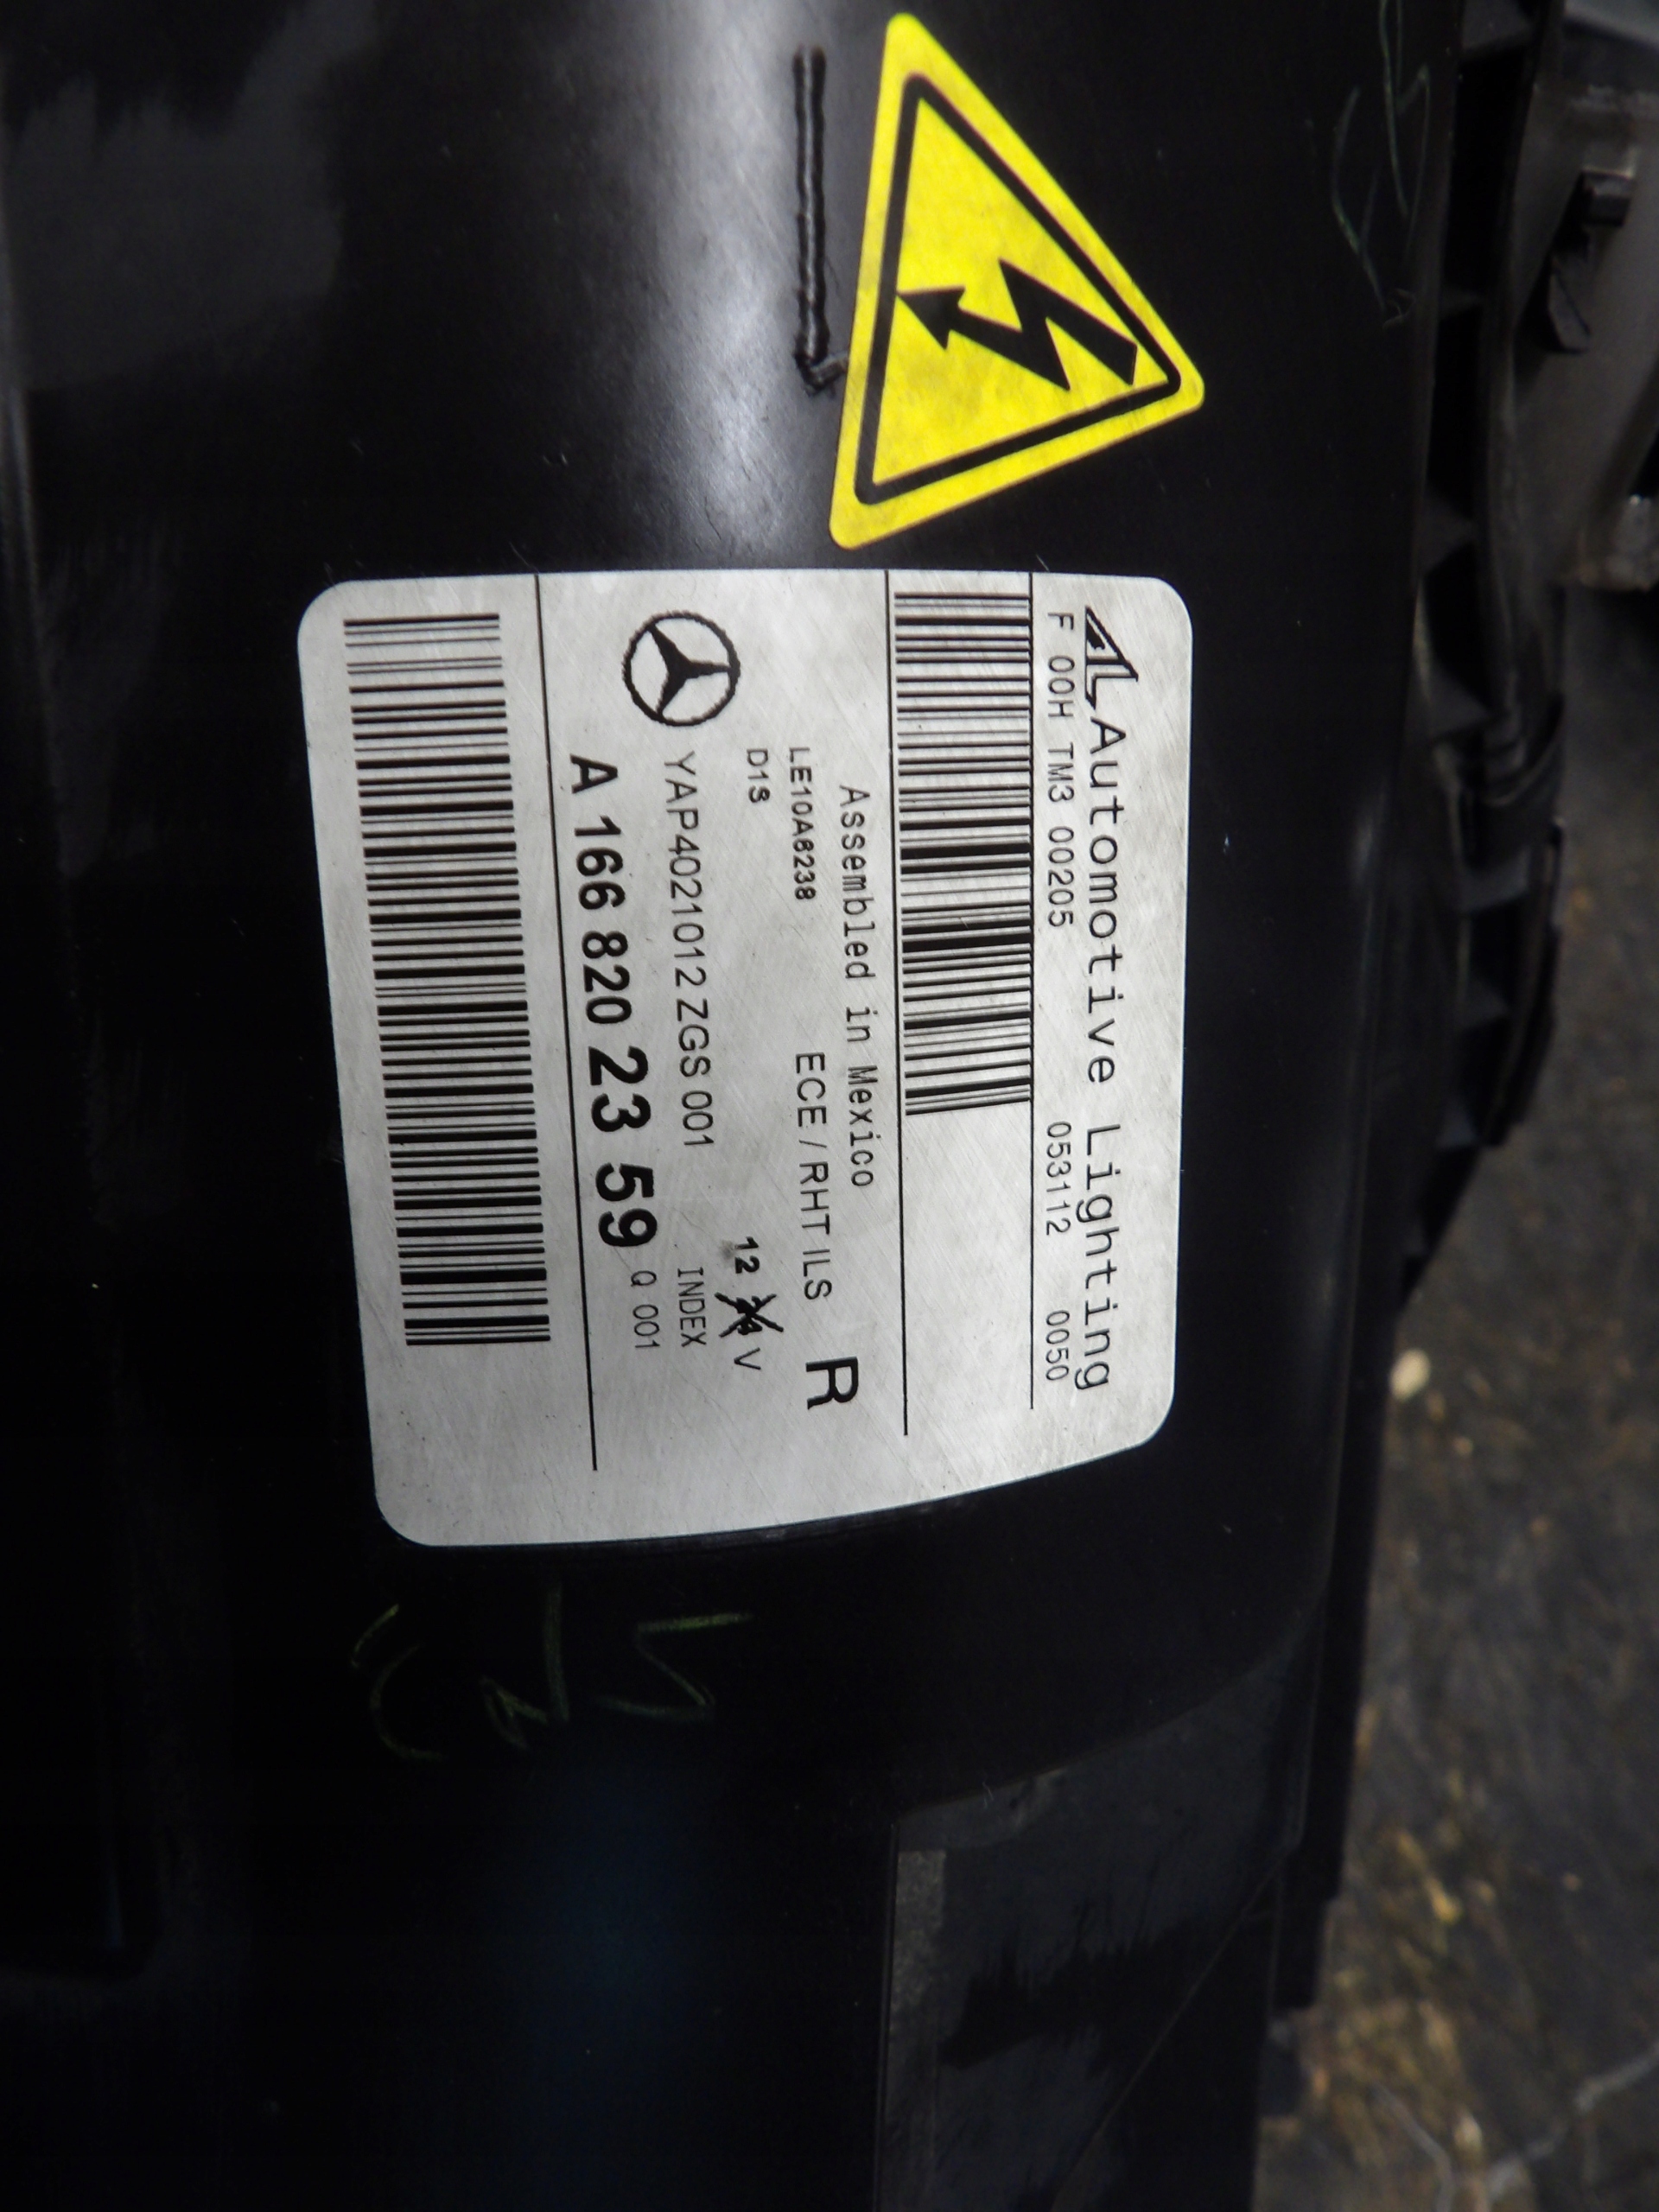 Automotive Lighting
F 00H TM3 00205 053112 0050
Assembled in Mexico
LE10A6238 ECE / RHT ILS R
D1S 12 V
YAP4021012 ZGS 001 INDEX
A 166 820 23 59 Q 001